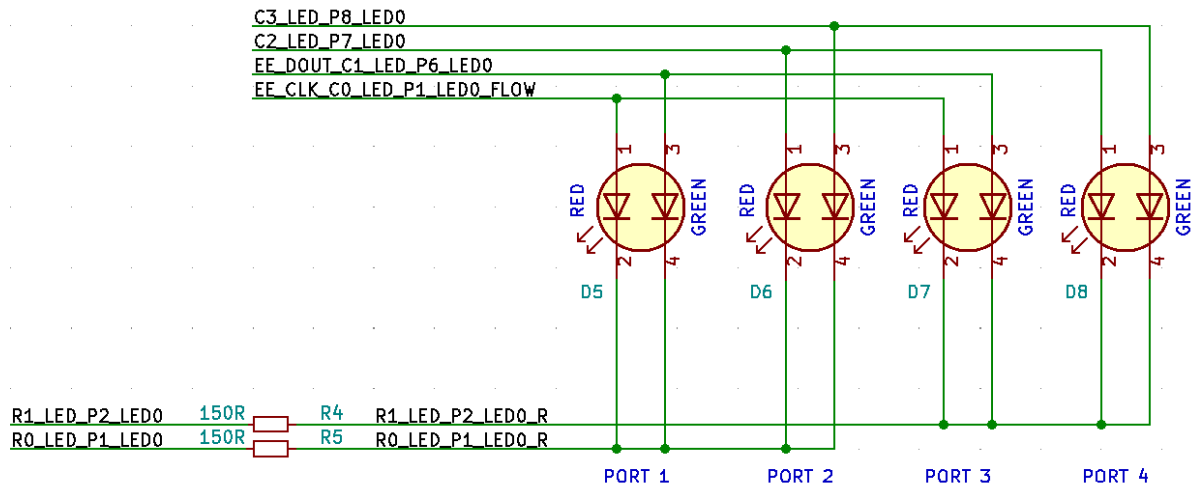 C3_LED_P8_LED0
C2_LED_P7_LED0
EE_DOUT_C1_LED_P6_LED0
EE_CLK_C0_LED_P1_LED0_FLOW
1 3 1 3 1 3 1 3
RED GREEN RED GREEN RED GREEN RED GREEN
2 4 2 4 2 4 2 4
D5 D6 D7 D8
R1_LED_P2_LED0 150R R4 R1_LED_P2_LED0_R
R0_LED_P1_LED0 150R R5 R0_LED_P1_LED0_R
PORT 1 PORT 2 PORT 3 PORT 4